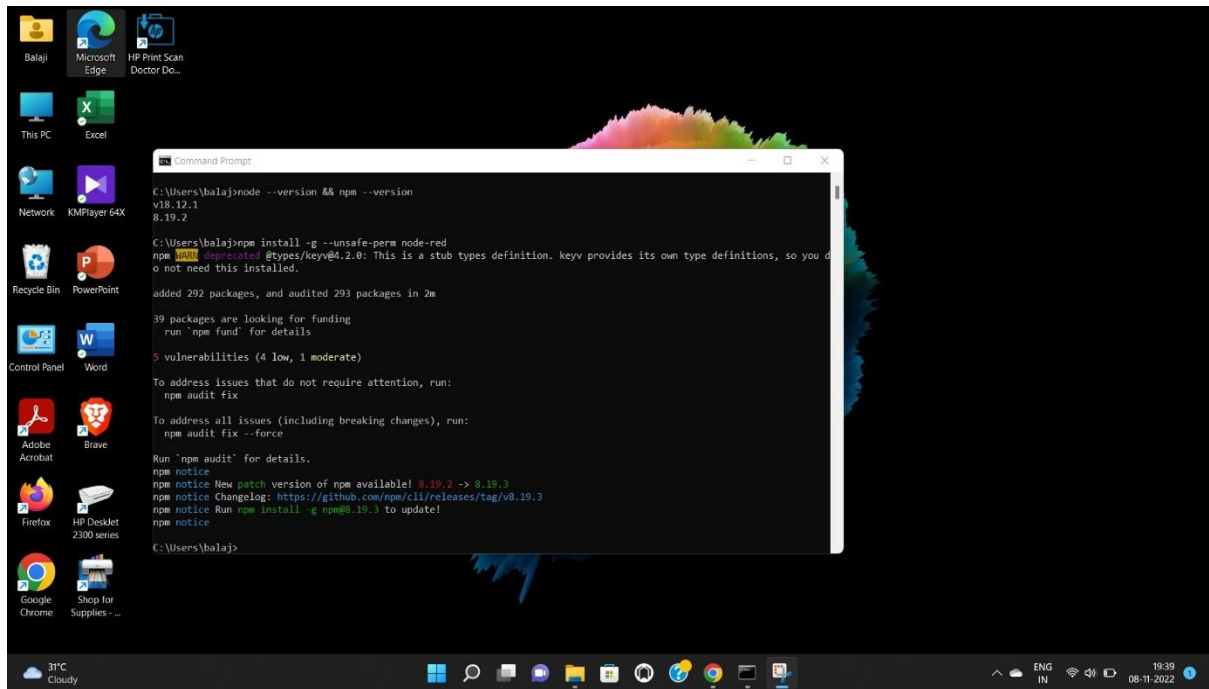 Balaji
Microsoft
Edge
HP Print Scan
Doctor Do...
This PC
Excel
Network
KMPlayer 64X
Recycle Bin
PowerPoint
Control Panel
Word
Adobe
Acrobat
Brave
Firefox
HP DeskJet
2300 series
Google
Chrome
Shop for
Supplies - ...
Command Prompt
C:\Users\balaj>node --version && npm --version
v18.12.1
8.19.2
C:\Users\balaj>npm install -g --unsafe-perm node-red
npm WARN deprecated @types/keyv@4.2.0: This is a stub types definition. keyv provides its own type definitions, so you d
o not need this installed.
added 292 packages, and audited 293 packages in 2m
39 packages are looking for funding
run `npm fund` for details
5 vulnerabilities (4 low, 1 moderate)
To address issues that do not require attention, run:
npm audit fix
To address all issues (including breaking changes), run:
npm audit fix --force
Run `npm audit` for details.
npm notice
npm notice New patch version of npm available! 8.19.2 -> 8.19.3
npm notice Changelog: https://github.com/npm/cli/releases/tag/v8.19.3
npm notice Run npm install -g npm@8.19.3 to update!
npm notice
C:\Users\balaj>
31°C
Cloudy
ENG
IN
19:39
08-11-2022
1